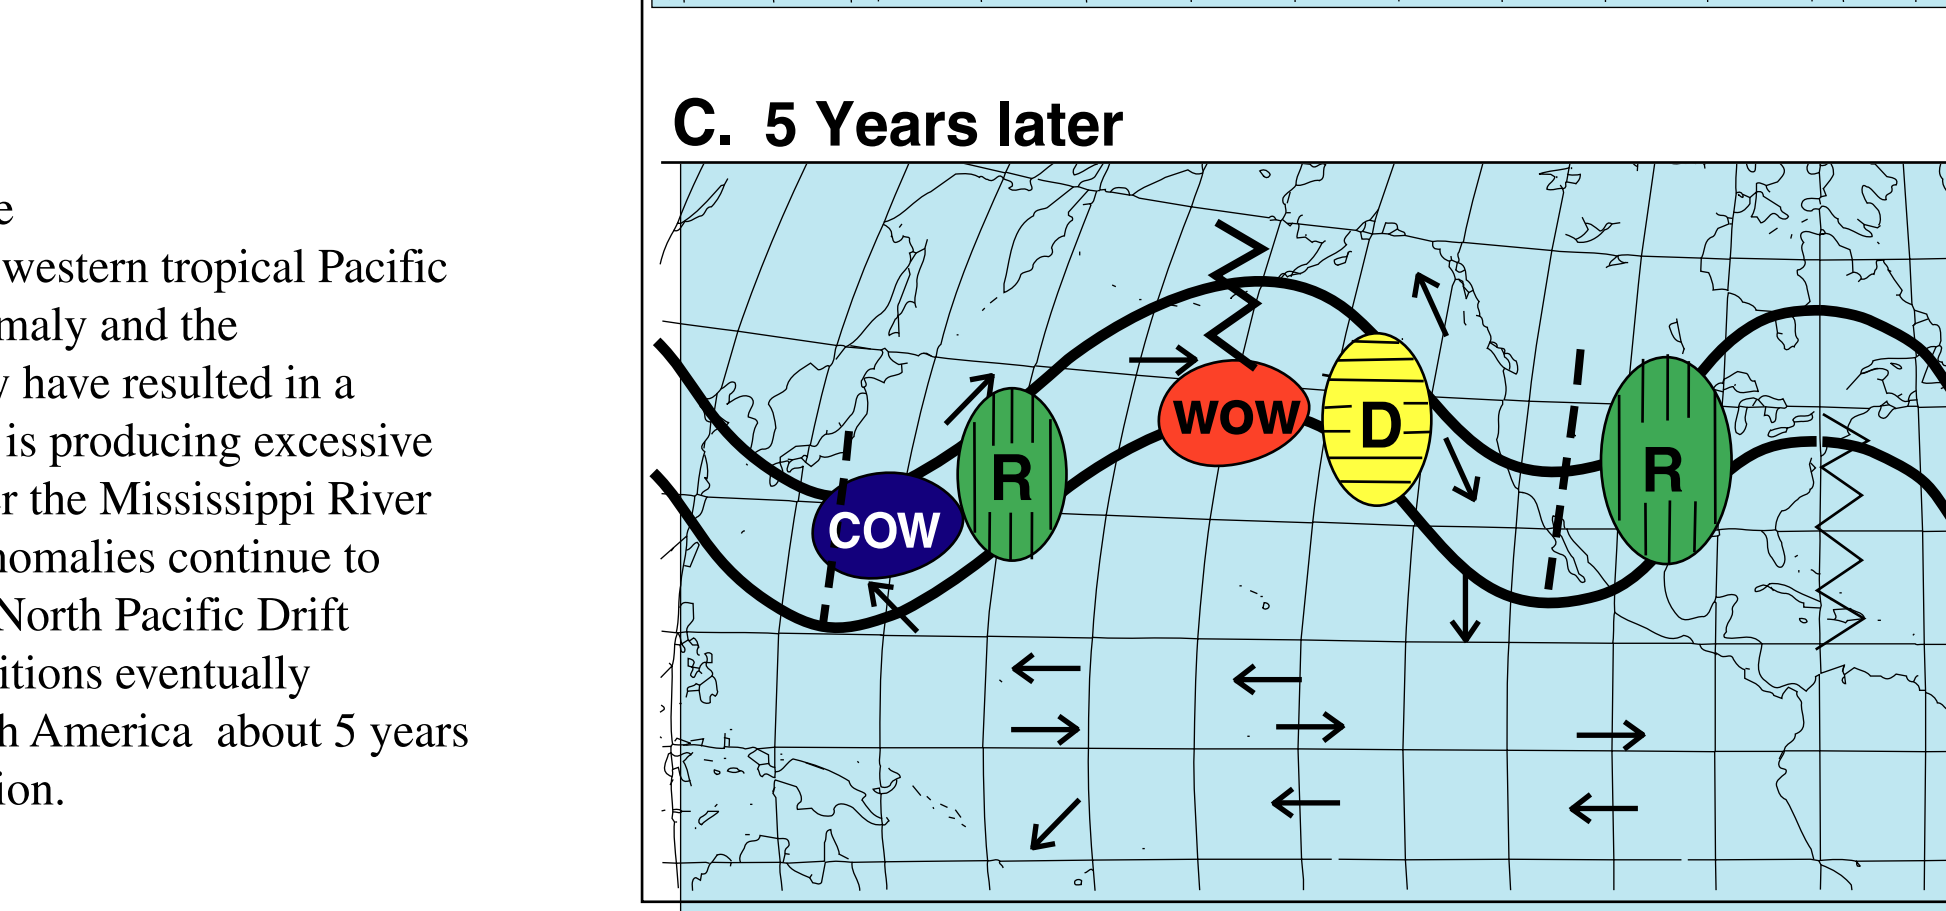 e
western tropical Pacific
maly and the
have resulted in a
is producing excessive
r the Mississippi River
nomalies continue to
North Pacific Drift
itions eventually
h America about 5 years
ion.
C. 5 Years later
COW
R
WOW
D
R